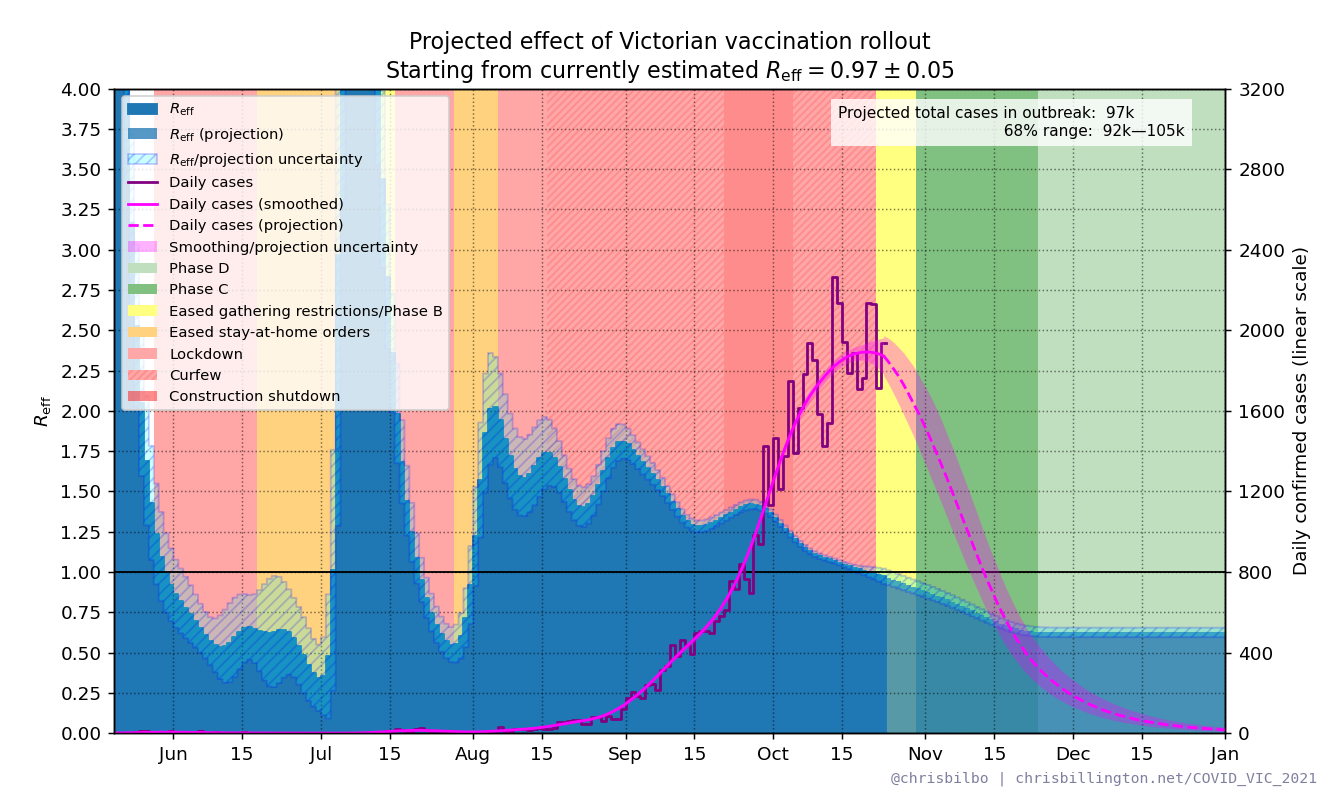 Projected effect of Victorian vaccination rollout
Starting from currently estimated R_eff = 0.97 ± 0.05
4.00
3.75
3.50
3.25
3.00
2.75
2.50
2.25
2.00
1.75
1.50
1.25
1.00
0.75
0.50
0.25
0.00
R_eff
R_eff
R_eff (projection)
R_eff/projection uncertainty
Daily cases
Daily cases (smoothed)
Daily cases (projection)
Smoothing/projection uncertainty
Phase D
Phase C
Eased gathering restrictions/Phase B
Eased stay-at-home orders
Lockdown
Curfew
Construction shutdown
Projected total cases in outbreak: 97k
68% range: 92k—105k
3200
2800
2400
2000
1600
1200
800
400
0
Daily confirmed cases (linear scale)
Jun 15 Jul 15 Aug 15 Sep 15 Oct 15 Nov 15 Dec 15 Jan
@chrisbilbo | chrisbillington.net/COVID_VIC_2021